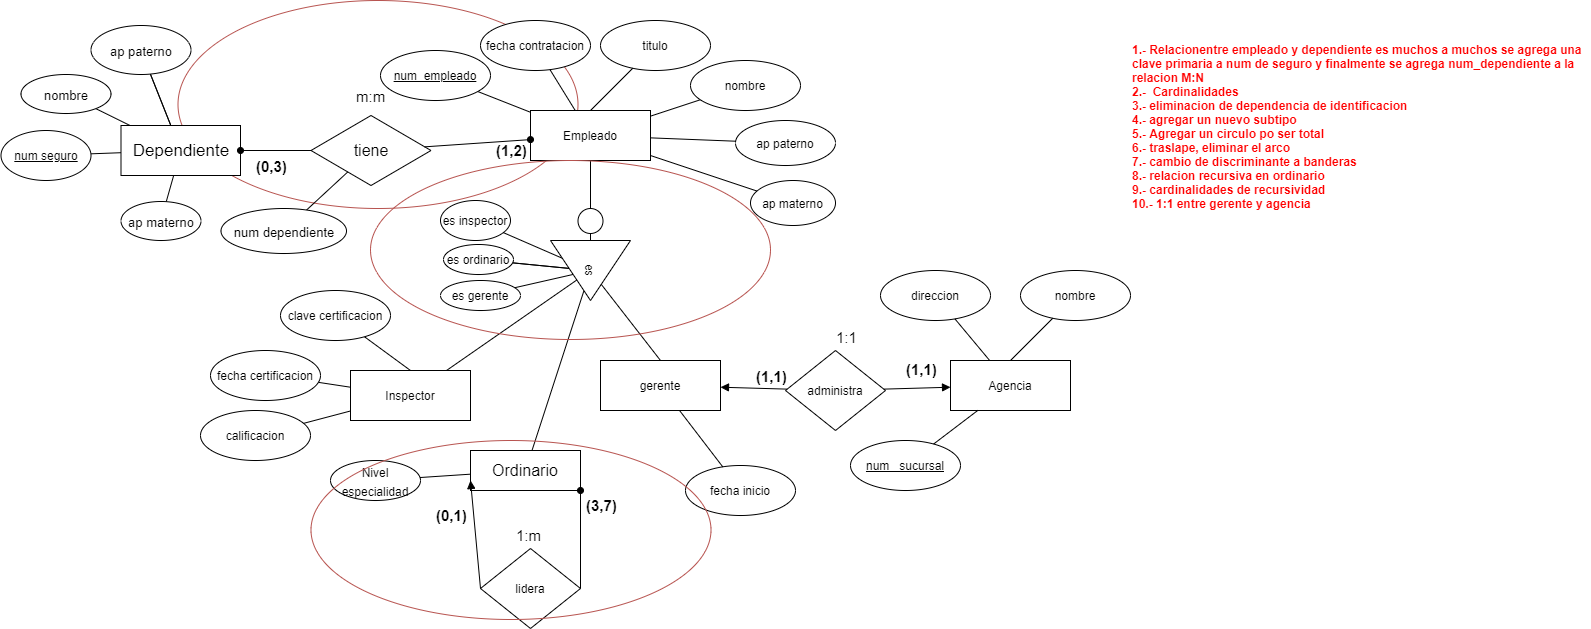 fecha contratacion
titulo
ap paterno
num_empleado
nombre
nombre
m:m
ap paterno
num seguro
Dependiente
tiene
Empleado
(0,3)
(1,2)
ap materno
num dependiente
ap materno
es inspector
es ordinario
es
es gerente
clave certificacion
direccion
nombre
1:1
fecha certificacion
Inspector
gerente
(1,1)
administra
(1,1)
Agencia
calificacion
num_ sucursal
Nivel
especialidad
Ordinario
fecha inicio
(0,1)
(3,7)
1:m
lidera
1.- Relacionentre empleado y dependiente es muchos a muchos se agrega una
clave primaria a num de seguro y finalmente se agrega num_dependiente a la
relacion M:N
2.- Cardinalidades
3.- eliminacion de dependencia de identificacion
4.- agregar un nuevo subtipo
5.- Agregar un circulo po ser total
6.- traslape, eliminar el arco
7.- cambio de discriminante a banderas
8.- relacion recursiva en ordinario
9.- cardinalidades de recursividad
10.- 1:1 entre gerente y agencia